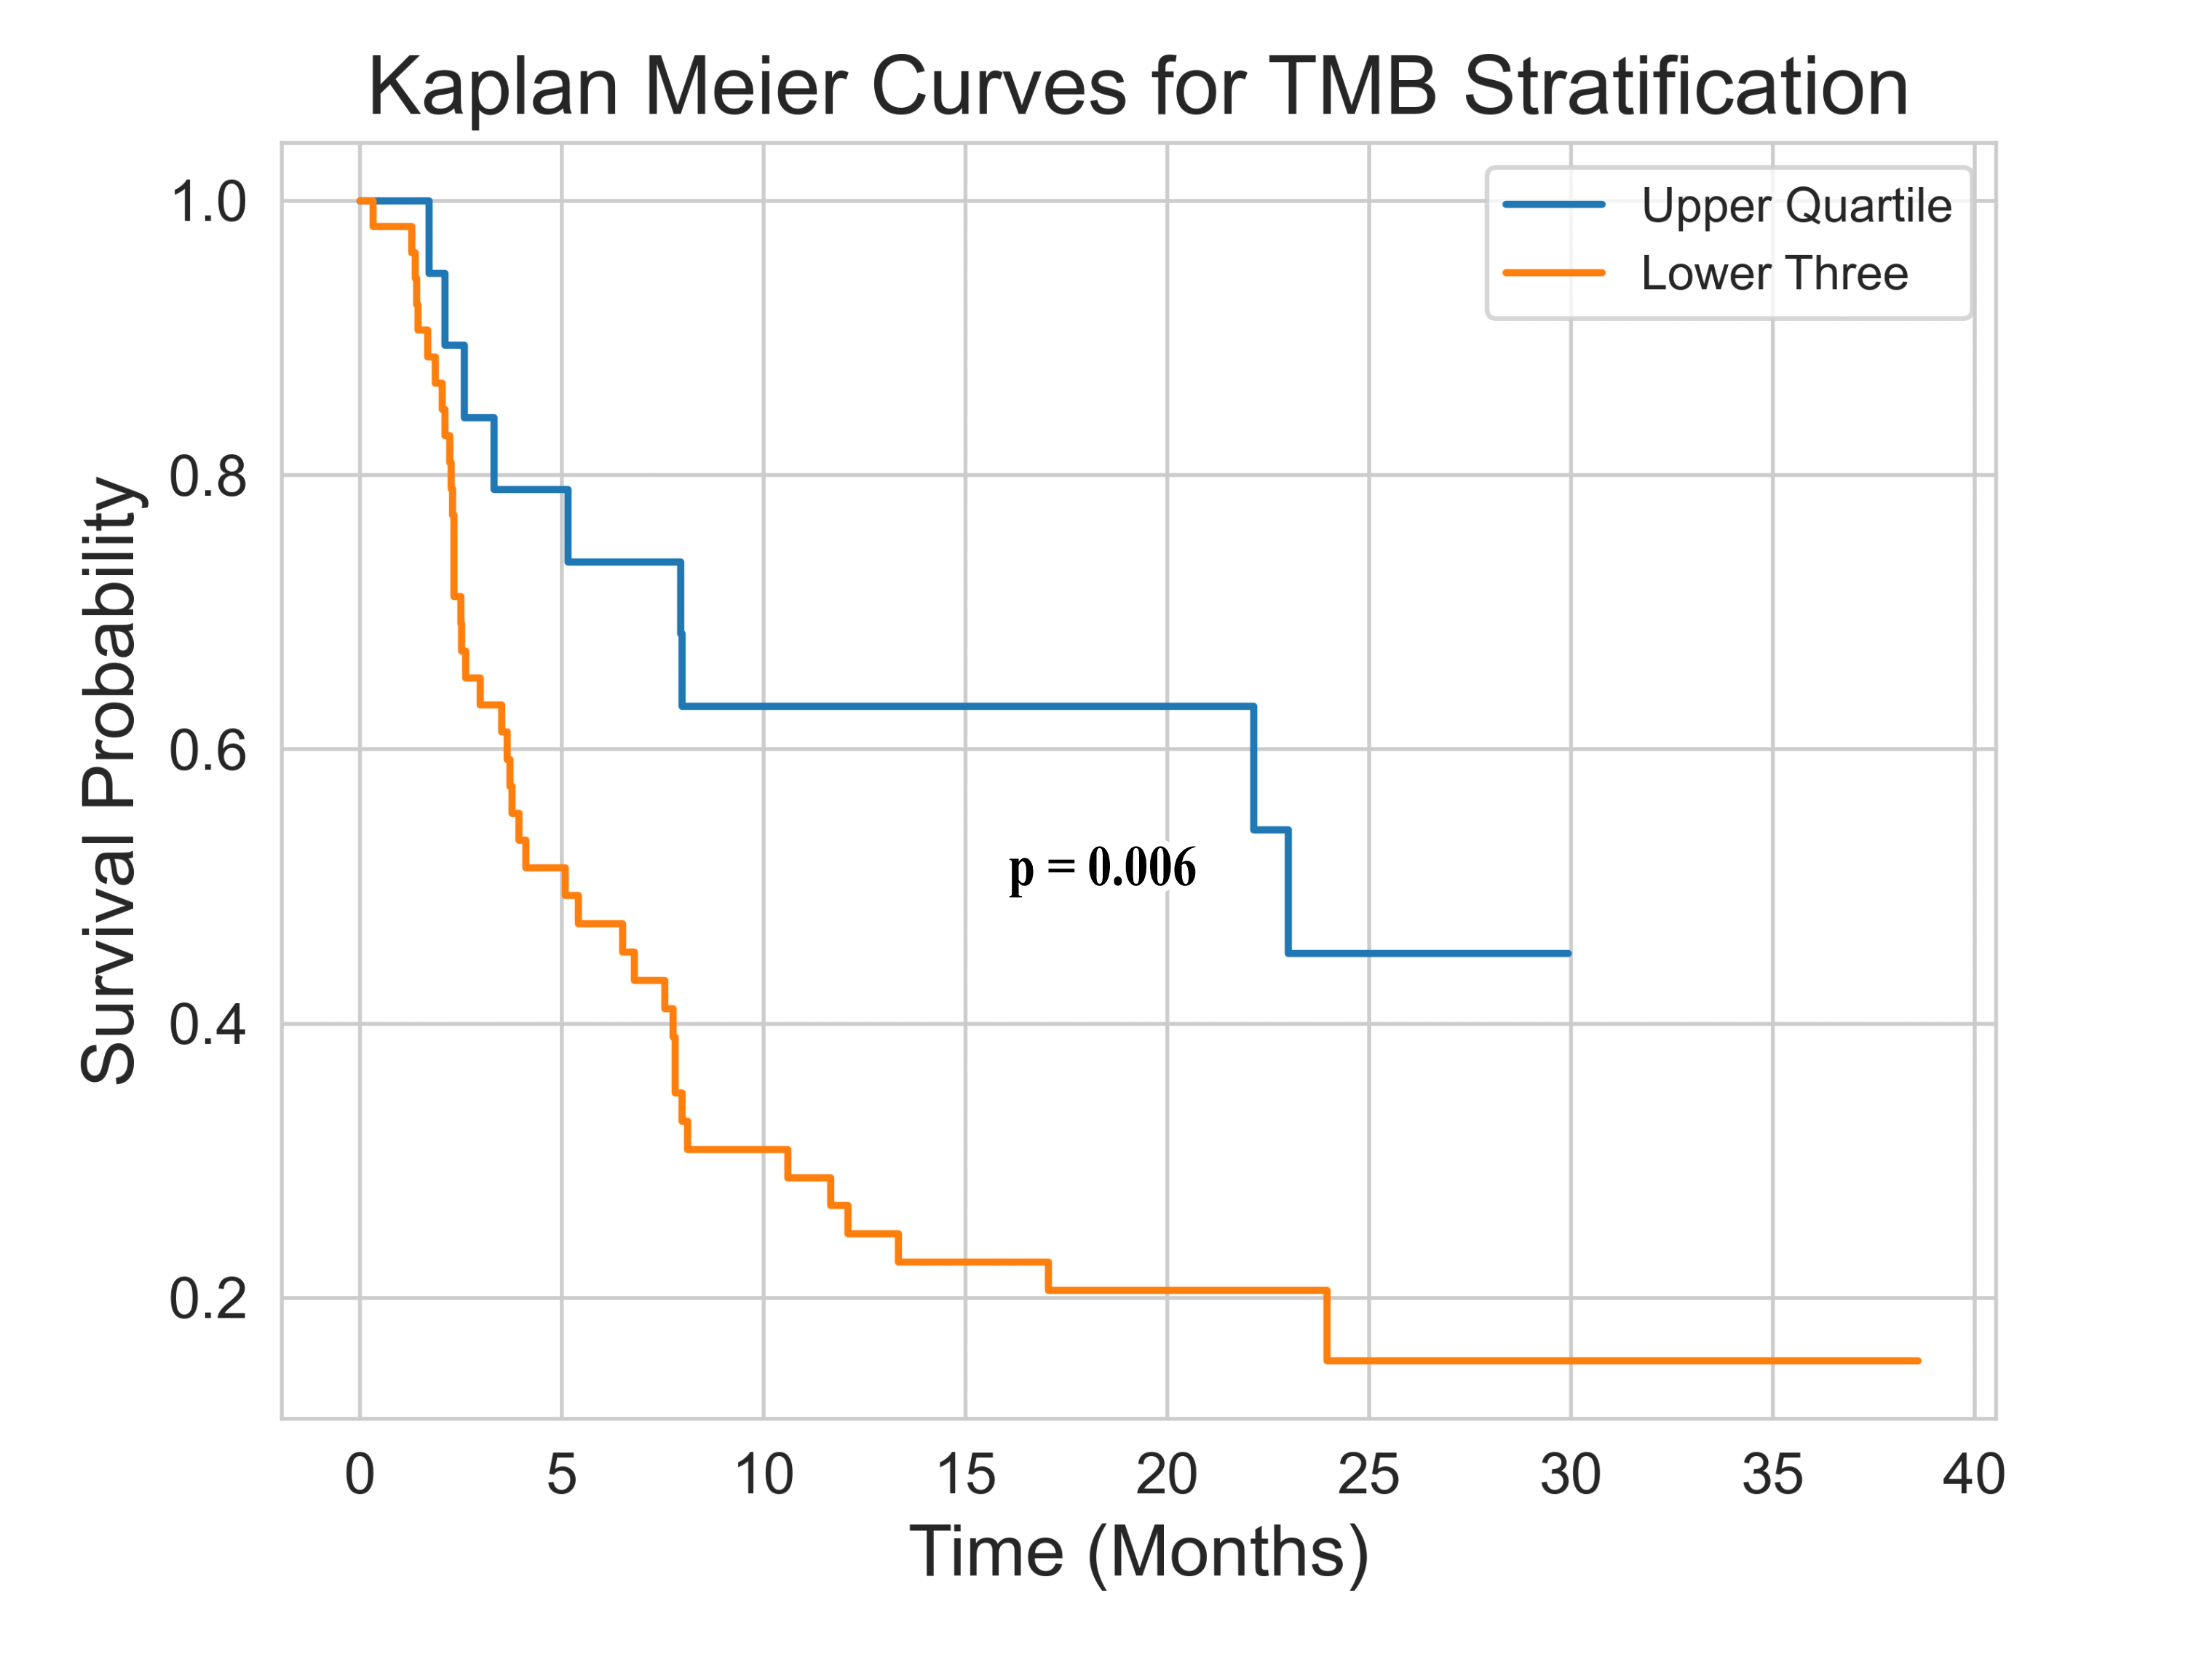 Kaplan Meier Curves for TMB Stratification
Upper Quatile
Lower Three
Survival Probability
1.0
0.8
0.6
0.4
0.2
p = 0.006
0 5 10 15 20 25 30 35 40
Time (Months)